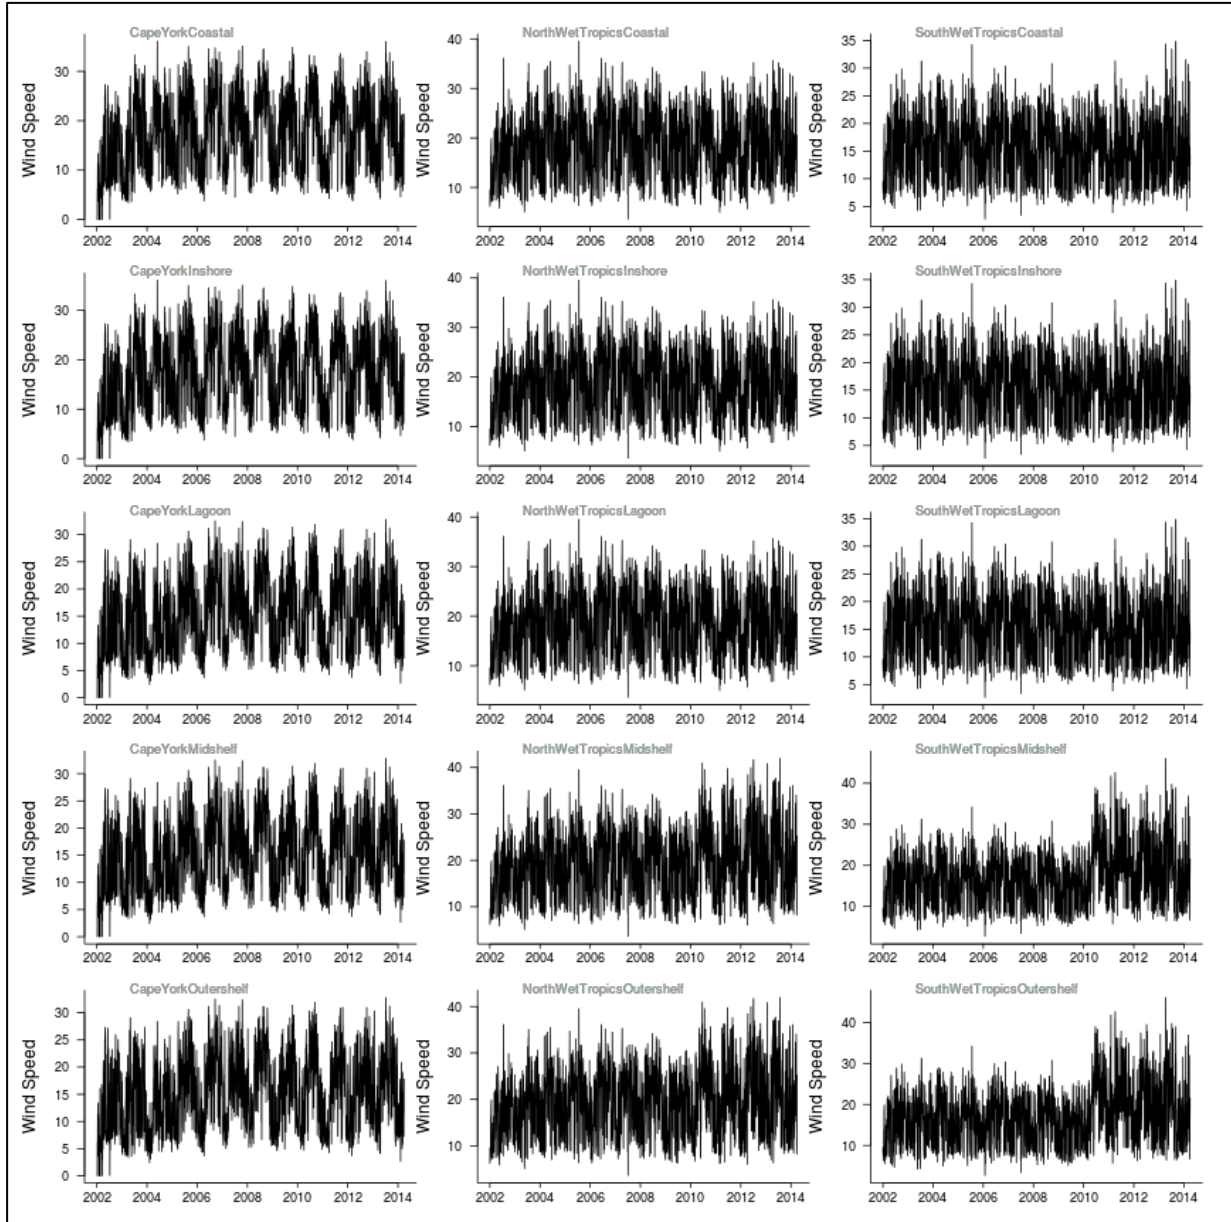 CapeYorkCoastal
Wind Speed
30
20
10
0
2002 2004 2006 2008 2010 2012 2014
NorthWetTropicsCoastal
Wind Speed
40
30
20
10
2002 2004 2006 2008 2010 2012 2014
SouthWetTropicsCoastal
Wind Speed
35
30
25
20
15
10
5
2002 2004 2006 2008 2010 2012 2014
CapeYorkInshore
Wind Speed
30
20
10
0
2002 2004 2006 2008 2010 2012 2014
NorthWetTropicsInshore
Wind Speed
40
30
20
10
2002 2004 2006 2008 2010 2012 2014
SouthWetTropicsInshore
Wind Speed
35
30
25
20
15
10
5
2002 2004 2006 2008 2010 2012 2014
CapeYorkLagoon
Wind Speed
30
25
20
15
10
5
0
2002 2004 2006 2008 2010 2012 2014
NorthWetTropicsLagoon
Wind Speed
40
30
20
10
2002 2004 2006 2008 2010 2012 2014
SouthWetTropicsLagoon
Wind Speed
35
30
25
20
15
10
5
2002 2004 2006 2008 2010 2012 2014
CapeYorkMidshelf
Wind Speed
30
25
20
15
10
5
0
2002 2004 2006 2008 2010 2012 2014
NorthWetTropicsMidshelf
Wind Speed
40
30
20
10
2002 2004 2006 2008 2010 2012 2014
SouthWetTropicsMidshelf
Wind Speed
40
30
20
10
2002 2004 2006 2008 2010 2012 2014
CapeYorkOutershelf
Wind Speed
30
25
20
15
10
5
0
2002 2004 2006 2008 2010 2012 2014
NorthWetTropicsOutershelf
Wind Speed
40
30
20
10
2002 2004 2006 2008 2010 2012 2014
SouthWetTropicsOutershelf
Wind Speed
40
30
20
10
2002 2004 2006 2008 2010 2012 2014